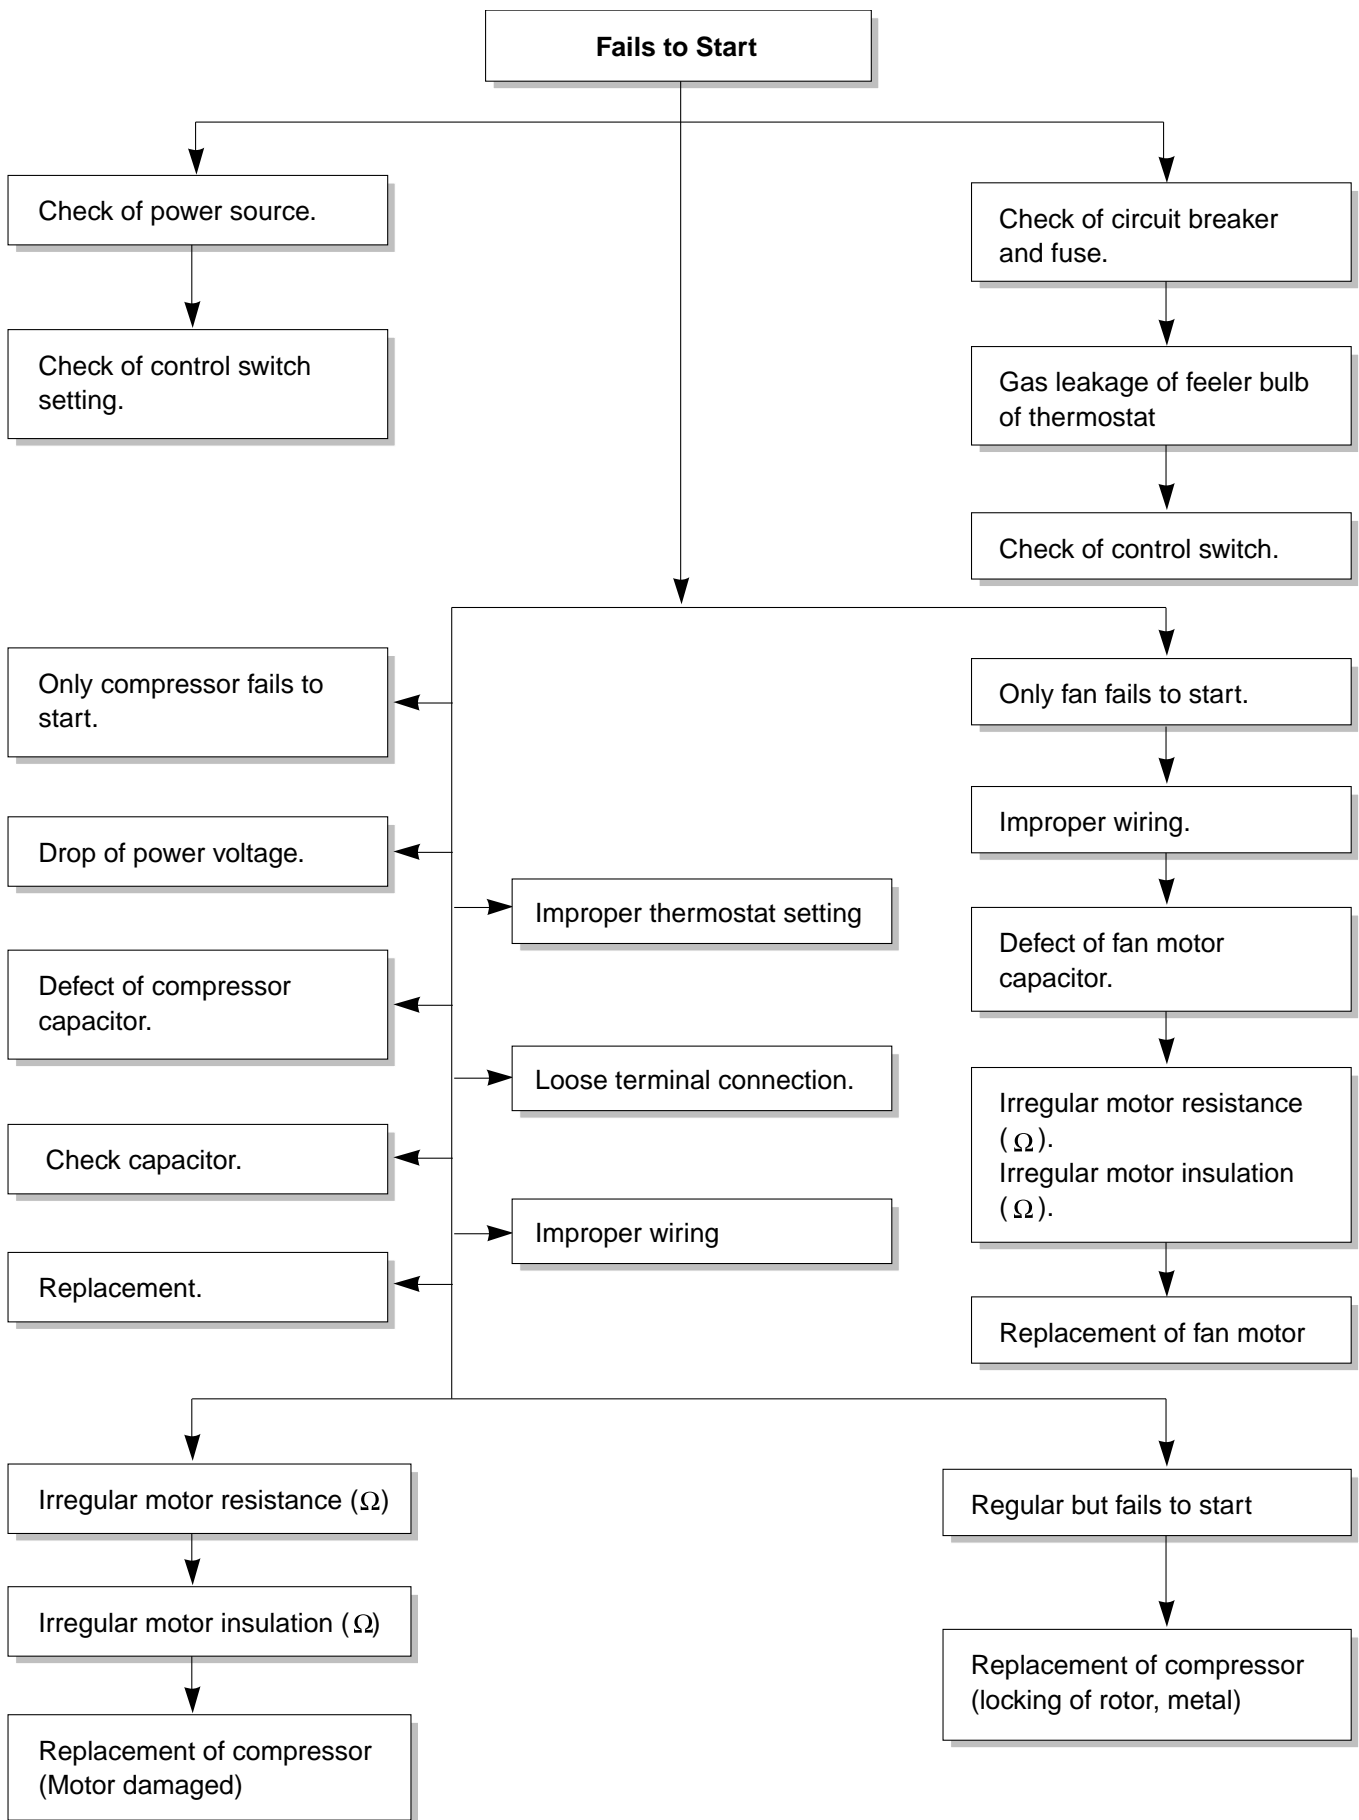 Fails to Start
Check of power source.
Check of control switch
setting.
Check of circuit breaker
and fuse.
Gas leakage of feeler bulb
of thermostat
Check of control switch.
Only compressor fails to
start.
Drop of power voltage.
Defect of compressor
capacitor.
Check capacitor.
Replacement.
Improper thermostat setting
Loose terminal connection.
Improper wiring
Only fan fails to start.
Improper wiring.
Defect of fan motor
capacitor.
Irregular motor resistance
(Ω).
Irregular motor insulation
(Ω).
Replacement of fan motor
Irregular motor resistance (Ω)
Irregular motor insulation (Ω)
Replacement of compressor
(Motor damaged)
Regular but fails to start
Replacement of compressor
(locking of rotor, metal)